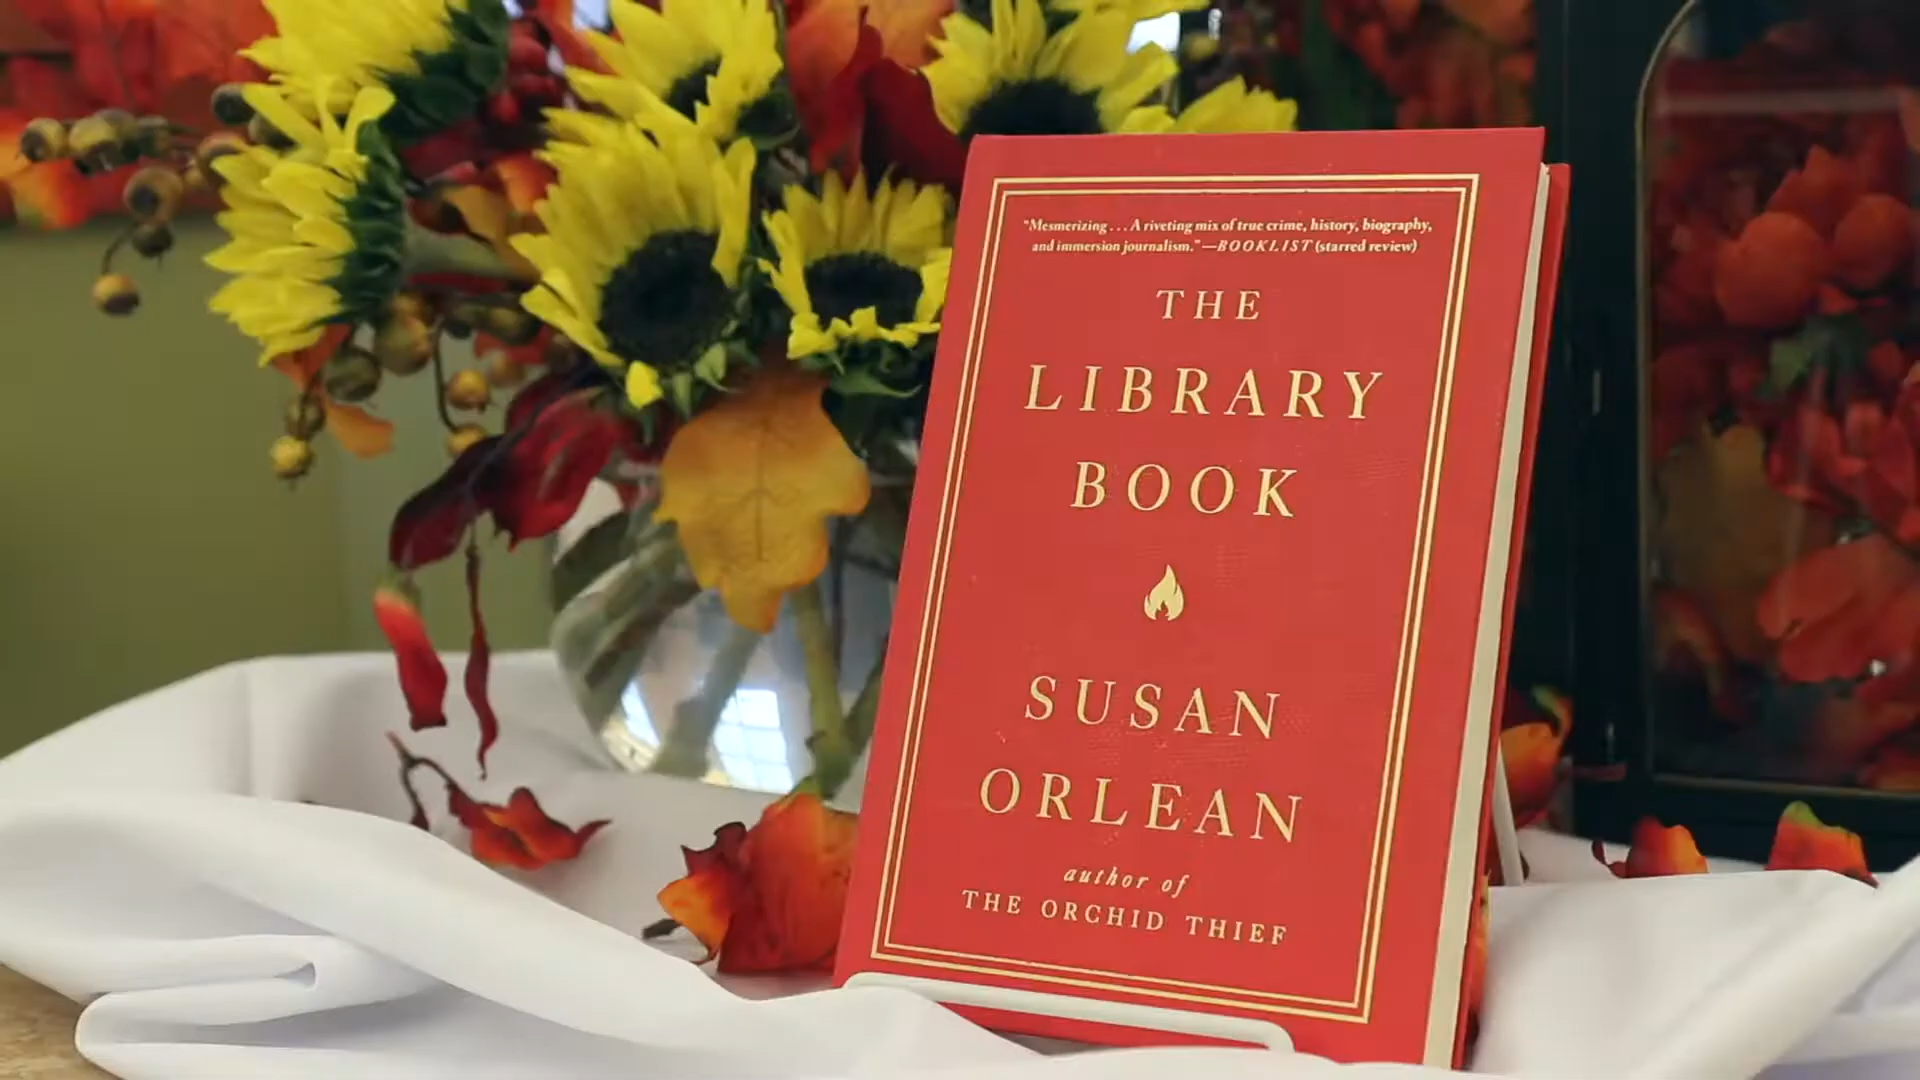 "Mesmerizing... A riveting mix of true crime, history, biography,
and immersion journalism." —BOOKLIST (starred review)
THE
LIBRARY
BOOK
SUSAN
ORLEAN
author of
THE ORCHID THIEF